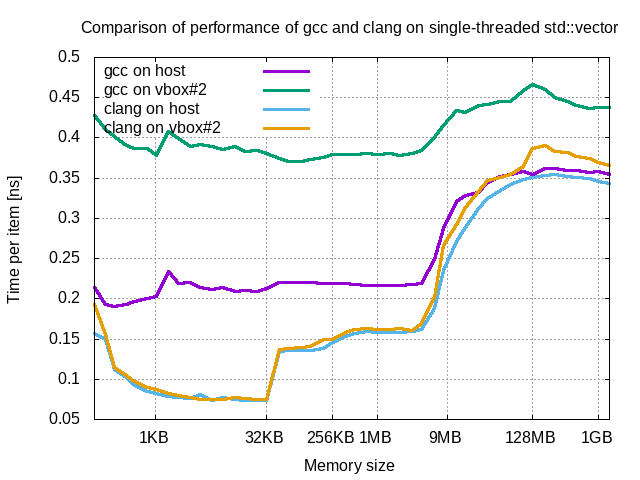 Comparison of performance of gcc and clang on single-threaded std::vector
0.5
gcc on host
0.45
gcc on vbox#2
clang on host
0.4
clang on vbox#2
0.35
0.3
0.25
0.2
0.15
0.1
0.05
Time per item [ns]
1KB 32KB 256KB 1MB 9MB 128MB 1GB
Memory size